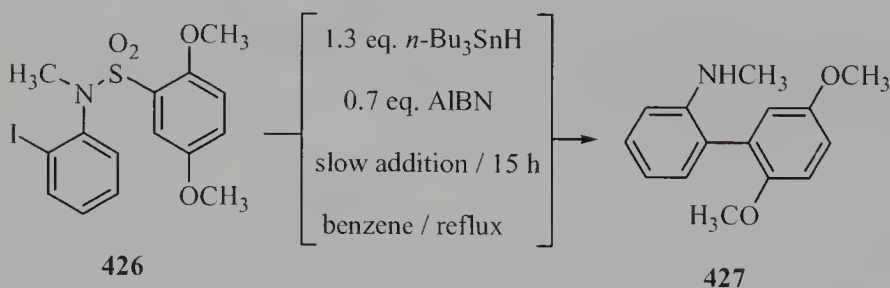 O2
OCH3
H3C
S
N
I
OCH3
426
1.3 eq. n-Bu3SnH
0.7 eq. AIBN
slow addition / 15 h
benzene / reflux
NHCH3
OCH3
H3CO
427